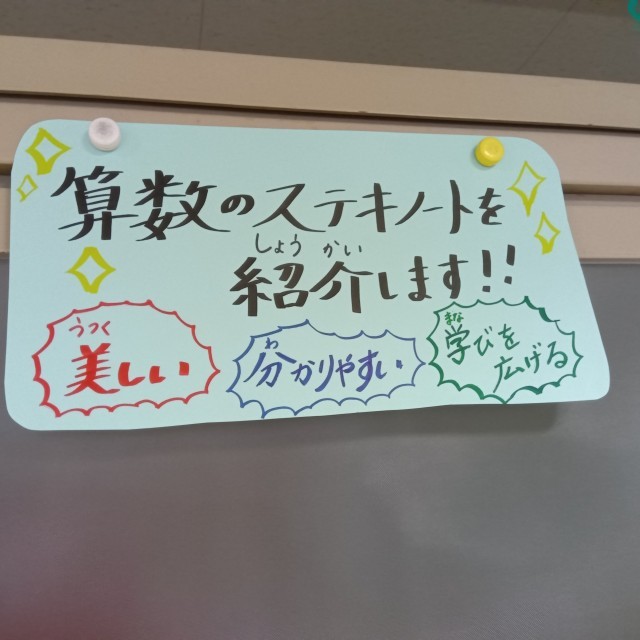 算数のステキノートを
しょうかい
紹介します!!
うつく
美しい
わ
分かりやすい
まな
学びを
広げる